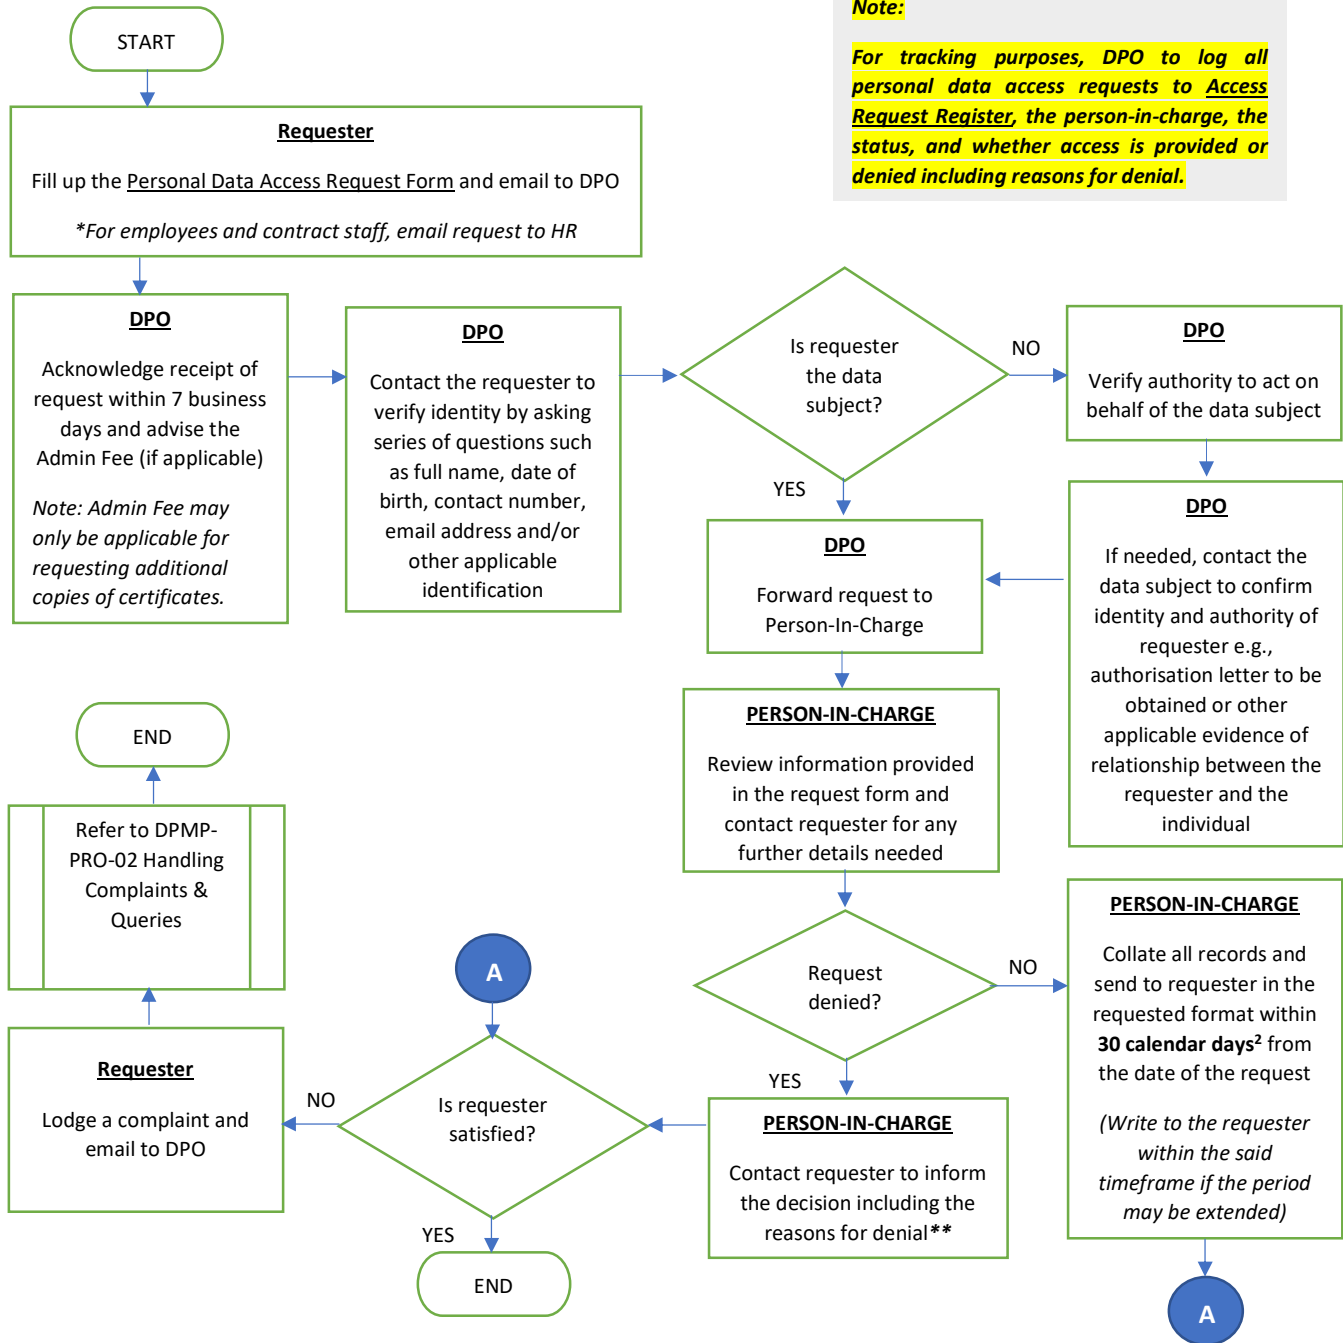 START
Note:
For tracking purposes, DPO to log all
personal data access requests to Access
Request Register, the person-in-charge, the
status, and whether access is provided or
denied including reasons for denial.
Requester
Fill up the Personal Data Access Request Form and email to DPO
*For employees and contract staff, email request to HR
DPO
Acknowledge receipt of
request within 7 business
days and advise the
Admin Fee (if applicable)
Note: Admin Fee may
only be applicable for
requesting additional
copies of certificates.
DPO
Contact the requester to
verify identity by asking
series of questions such
as full name, date of
birth, contact number,
email address and/or
other applicable
identification
Is requester
the data
subject?
NO
YES
DPO
Verify authority to act on
behalf of the data subject
DPO
If needed, contact the
data subject to confirm
identity and authority of
requester e.g.,
authorisation letter to be
obtained or other
applicable evidence of
relationship between the
requester and the
individual
DPO
Forward request to
Person-In-Charge
PERSON-IN-CHARGE
Review information provided
in the request form and
contact requester for any
further details needed
Request
denied?
NO
YES
PERSON-IN-CHARGE
Collate all records and
send to requester in the
requested format within
30 calendar days² from
the date of the request
(Write to the requester
within the said
timeframe if the period
may be extended)
A
PERSON-IN-CHARGE
Contact requester to inform
the decision including the
reasons for denial**
A
Is requester
satisfied?
NO
YES
END
Requester
Lodge a complaint and
email to DPO
Refer to DPMP-
PRO-02 Handling
Complaints &
Queries
END